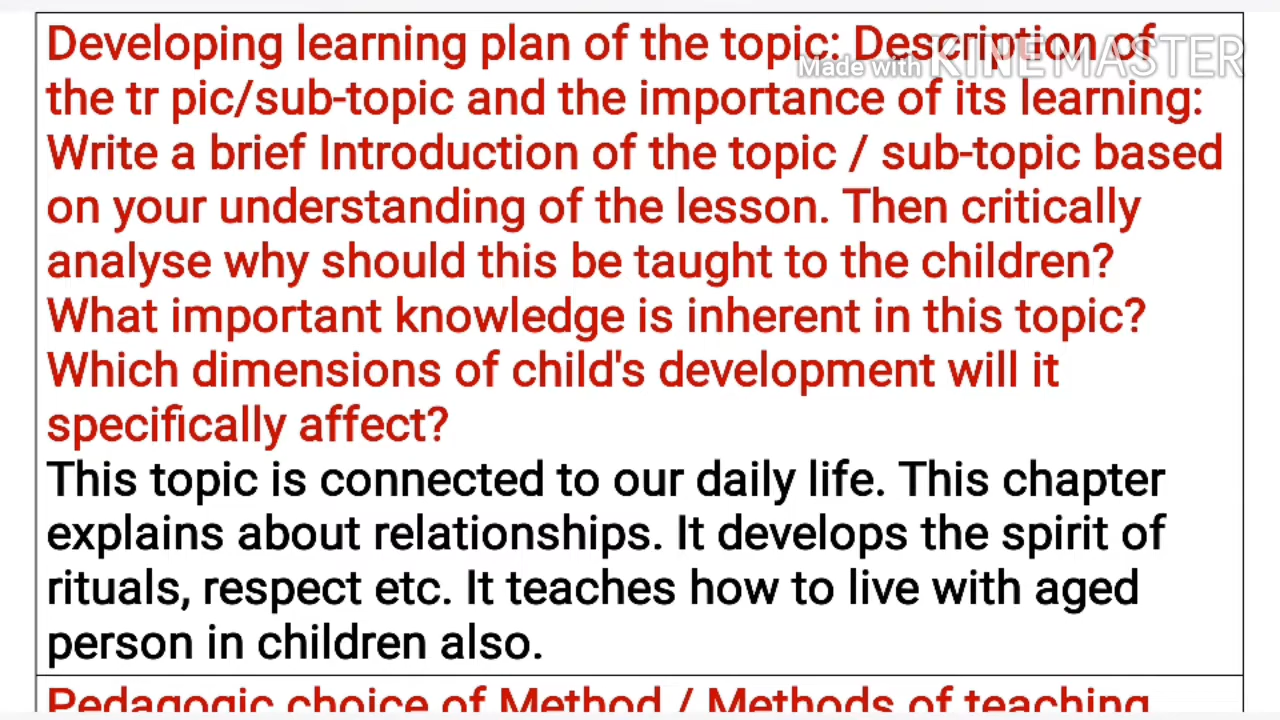 Developing learning plan of the topic: Description of
Made with KINEMASTER
the tr pic/sub-topic and the importance of its learning:
Write a brief Introduction of the topic / sub-topic based
on your understanding of the lesson. Then critically
analyse why should this be taught to the children?
What important knowledge is inherent in this topic?
Which dimensions of child's development will it
specifically affect?
This topic is connected to our daily life. This chapter
explains about relationships. It develops the spirit of
rituals, respect etc. It teaches how to live with aged
person in children also.
Pedagogic choice of Method / Methods of teaching